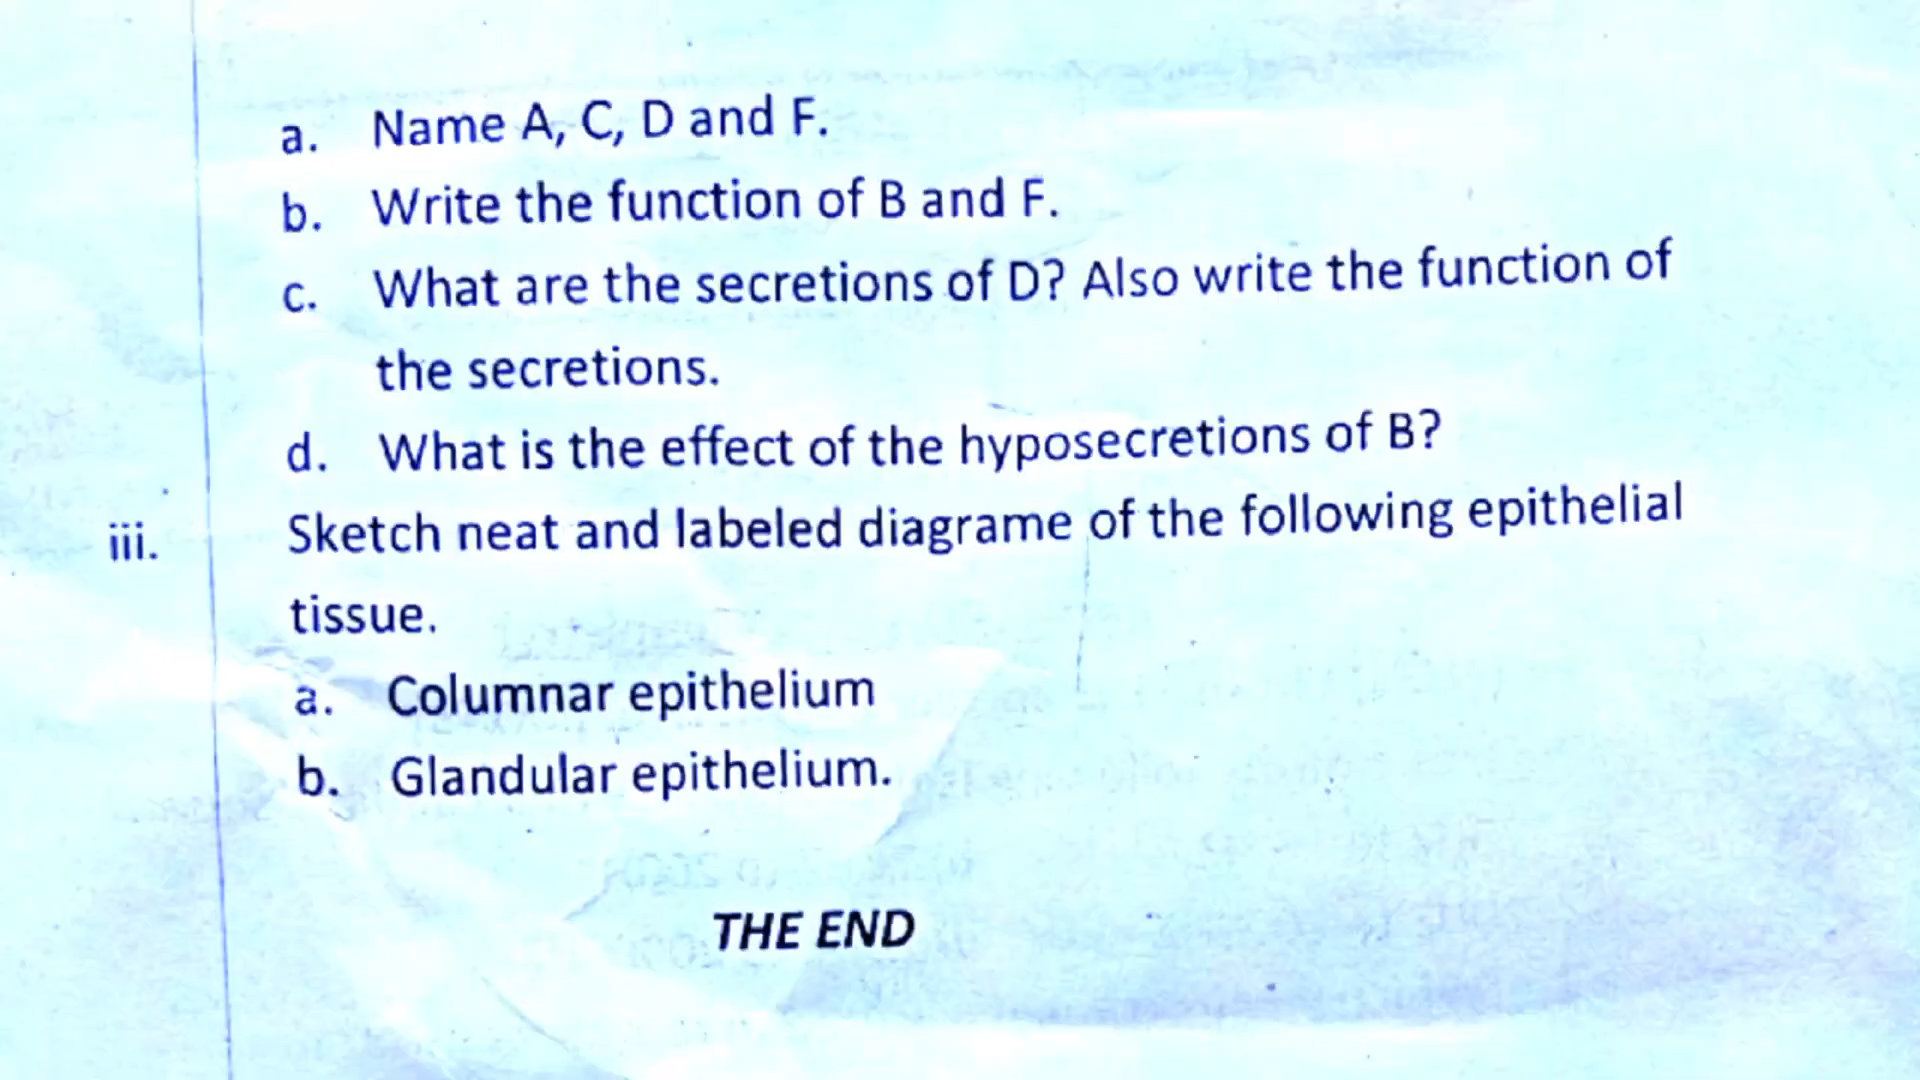 a. Name A, C, D and F.
b. Write the function of B and F.
c. What are the secretions of D? Also write the function of
the secretions.
d. What is the effect of the hyposecretions of B?
iii. Sketch neat and labeled diagrame of the following epithelial
tissue.
a. Columnar epithelium
b. Glandular epithelium.
THE END